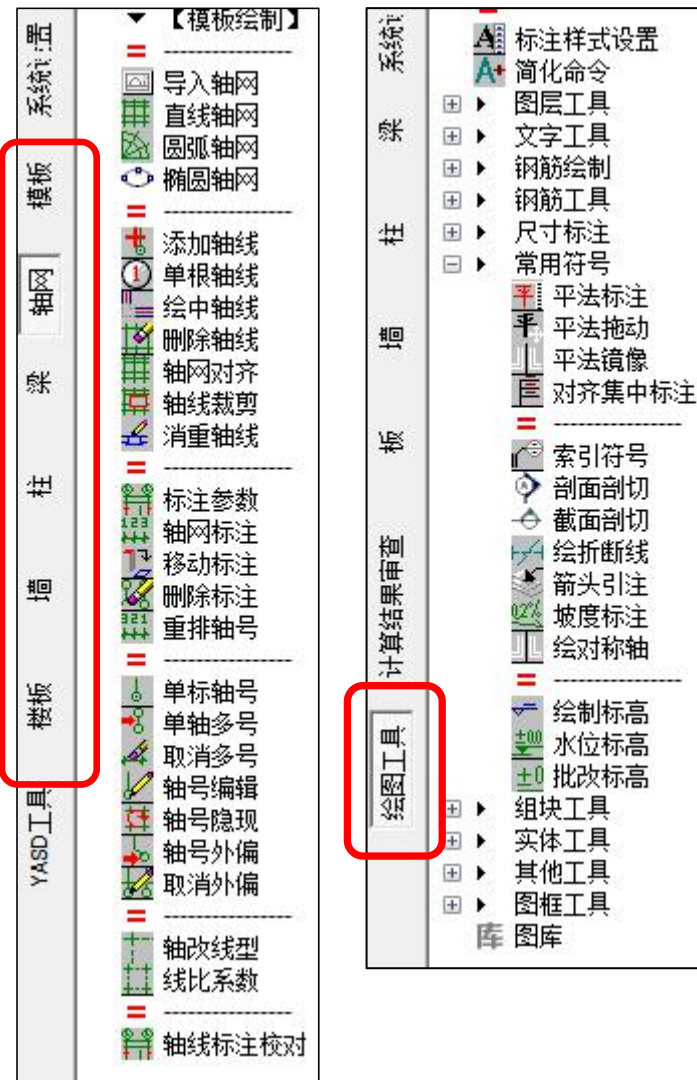 系统设置
模板
轴网
梁
柱
墙
楼板
YASD工具
【模板绘制】
导入轴网
直线轴网
圆弧轴网
椭圆轴网
添加轴线
单根轴线
绘中轴线
删除轴线
轴网对齐
轴线裁剪
消重轴线
标注参数
轴网标注
移动标注
删除标注
重排轴号
单标轴号
单轴多号
取消多号
轴号编辑
轴号隐现
轴号外偏
取消外偏
轴改线型
线比系数
轴线标注校对
梁
柱
墙
板
计算结果审查
绘图工具
标注样式设置
简化命令
图层工具
文字工具
钢筋绘制
钢筋工具
尺寸标注
常用符号
平法标注
平法拖动
平法镜像
对齐集中标注
索引符号
剖面剖切
截面剖切
绘折断线
箭头引注
坡度标注
绘对称轴
绘制标高
水位标高
批改标高
组块工具
实体工具
其他工具
图框工具
库 图库